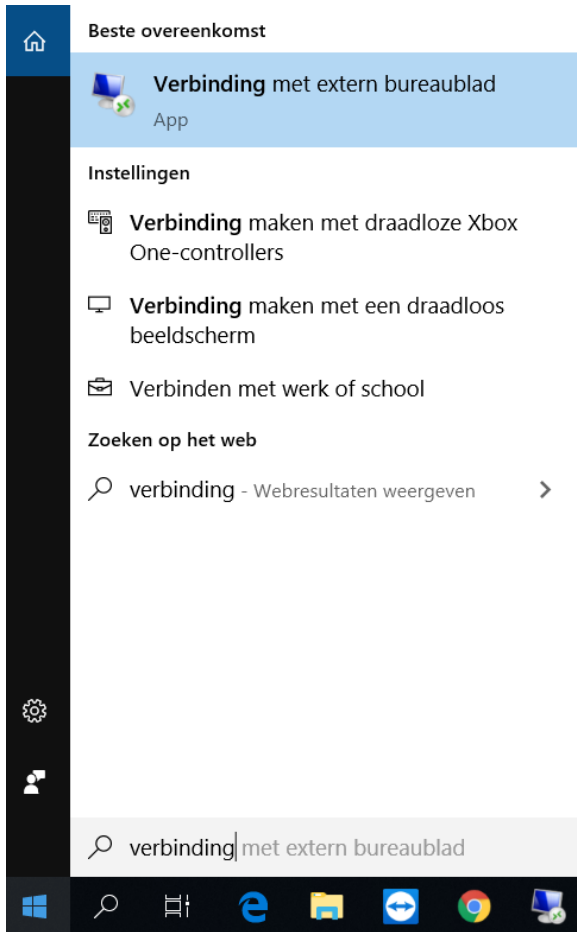 Beste overeenkomst
Verbinding met extern bureaublad
App
Instellingen
Verbinding maken met draadloze Xbox
One-controllers
Verbinding maken met een draadloos
beeldscherm
Verbinden met werk of school
Zoeken op het web
verbinding - Webresultaten weergeven
verbinding met extern bureaublad